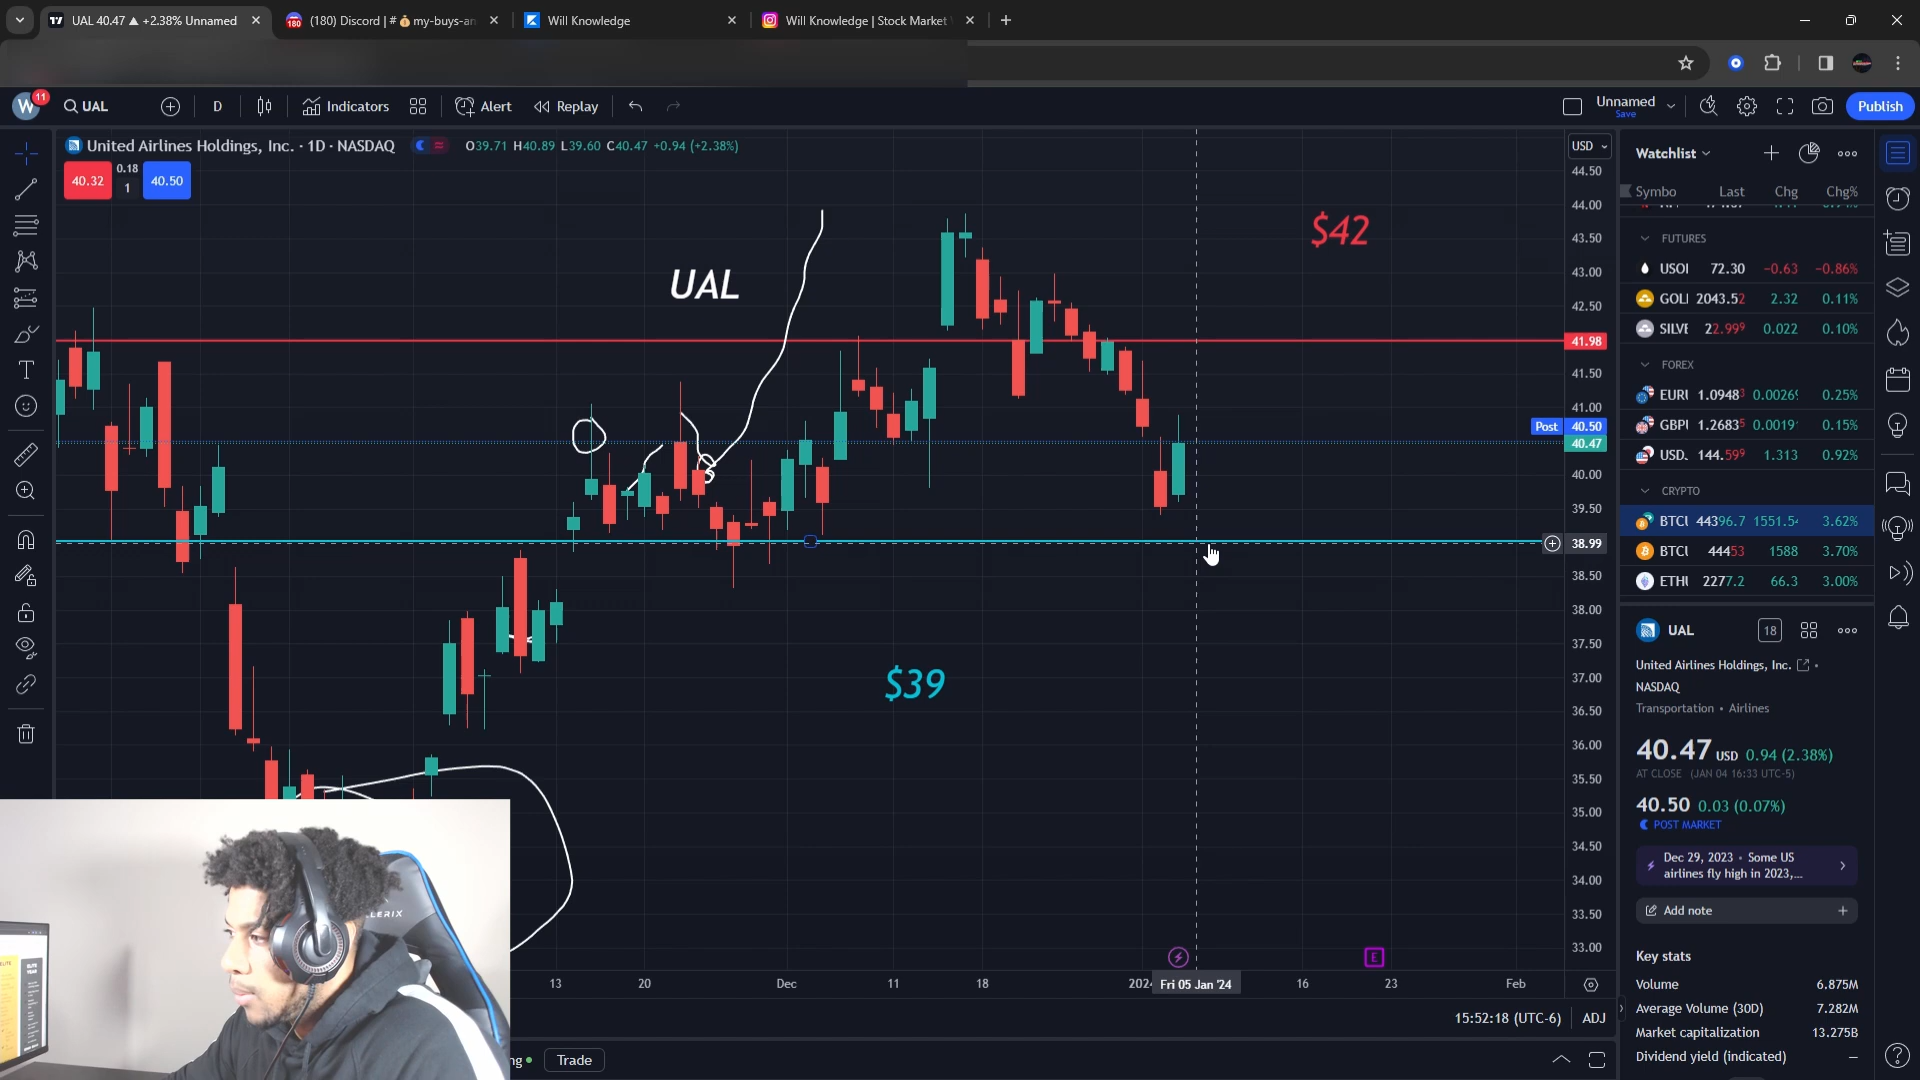 UAL 40.47 ▲ +2.38% Unnamed
(180) Discord | # 💰my-buys-an
Will Knowledge
Will Knowledge | Stock Market
W 11
UAL
D
Indicators
Alert
Replay
Unnamed
Save
Publish
United Airlines Holdings, Inc. · 1D · NASDAQ
O39.71 H40.89 L39.60 C40.47 +0.94 (+2.38%)
40.32
0.18
1
40.50
USD
44.50
44.00
43.50
43.00
42.50
41.98
41.50
41.00
Post 40.50
40.47
40.00
39.50
38.99
38.50
38.00
37.50
37.00
36.50
36.00
35.50
35.00
34.50
34.00
33.50
33.00
UAL
$42
$39
E
13
20
Dec
11
18
2024
Fri 05 Jan '24
16
23
Feb
15:52:18 (UTC-6)
ADJ
Trade
Watchlist
Symbo Last Chg Chg%
FUTURES
USOI 72.30 −0.63 −0.86%
GOLI 2043.52 2.32 0.11%
SILVE 22.999 0.022 0.10%
FOREX
EURI 1.09483 0.0026 0.25%
GBPI 1.26835 0.0019 0.15%
USD. 144.599 1.313 0.92%
CRYPTO
BTCI 44396.7 1551.5 3.62%
BTCI 44453 1588 3.70%
ETHI 2277.2 66.3 3.00%
UAL
18
United Airlines Holdings, Inc.
NASDAQ
Transportation • Airlines
40.47 USD 0.94 (2.38%)
AT CLOSE (JAN 04 16:33 UTC-5)
40.50 0.03 (0.07%)
POST MARKET
Dec 29, 2023 • Some US
airlines fly high in 2023,...
Add note
Key stats
Volume 6.875M
Average Volume (30D) 7.282M
Market capitalization 13.275B
Dividend yield (indicated) —